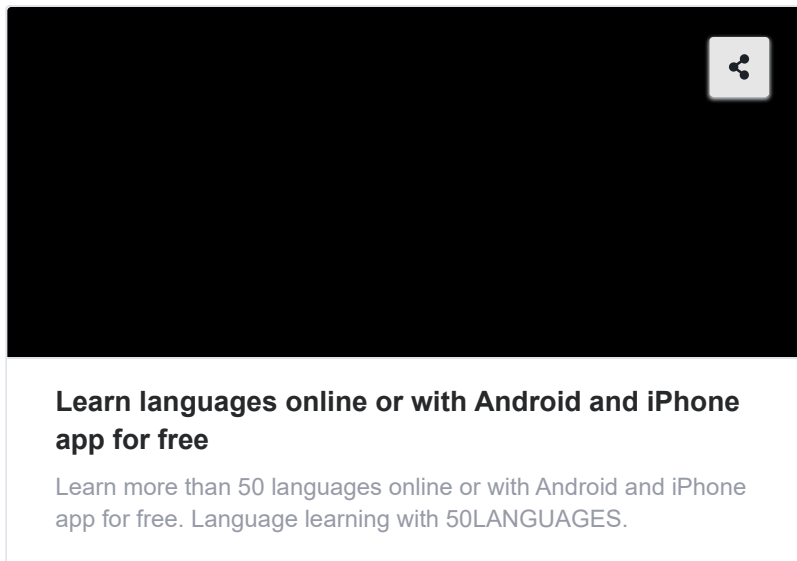 Learn languages online or with Android and iPhone
app for free
Learn more than 50 languages online or with Android and iPhone
app for free. Language learning with 50LANGUAGES.